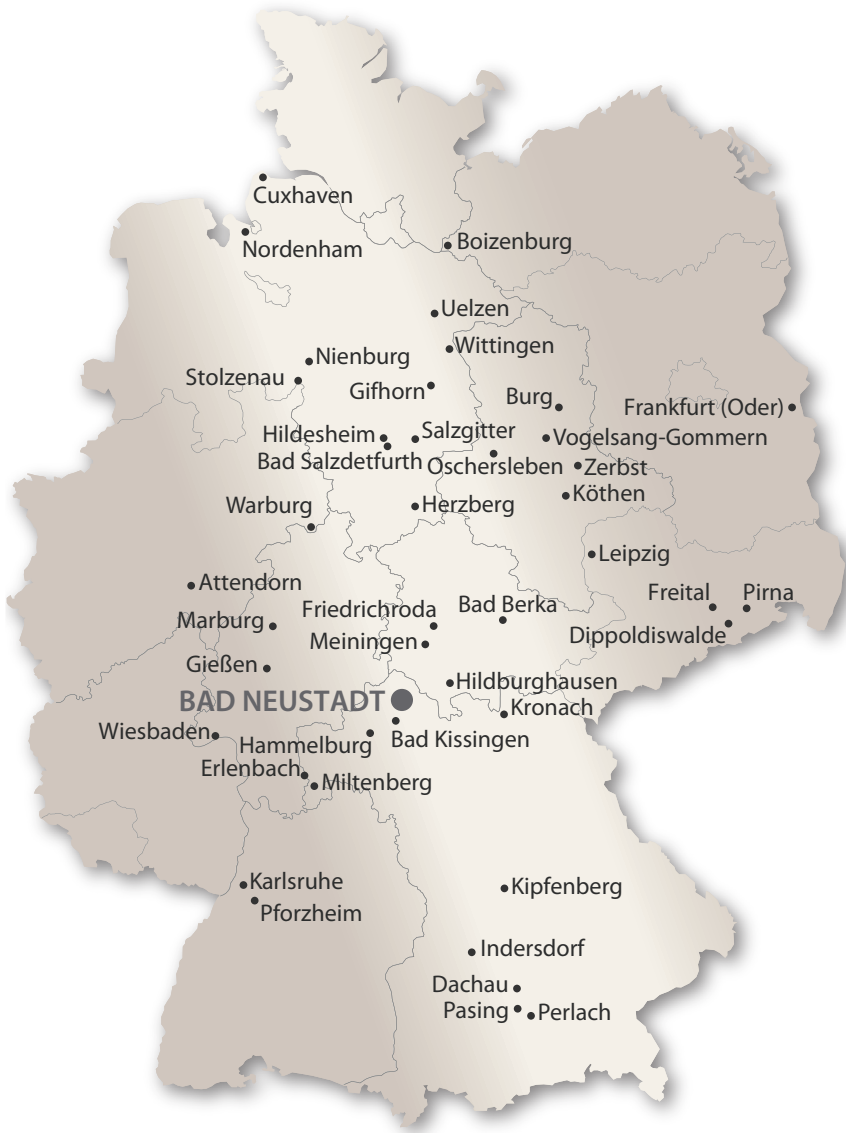 Cuxhaven
Nordenham
Boizenburg
Uelzen
Wittingen
Nienburg
Stolzenau
Gifhorn
Burg
Frankfurt (Oder)
Hildesheim
Salzgitter
Vogelsang-Gommern
Bad Salzdetfurth
Oschersleben
Zerbst
Köthen
Warburg
Herzberg
Leipzig
Attendorn
Freital
Pirna
Friedrichroda
Bad Berka
Marburg
Meiningen
Dippoldiswalde
Gießen
Hildburghausen
BAD NEUSTADT
Kronach
Wiesbaden
Hammelburg
Bad Kissingen
Erlenbach
Miltenberg
Karlsruhe
Kipfenberg
Pforzheim
Indersdorf
Dachau
Pasing
Perlach